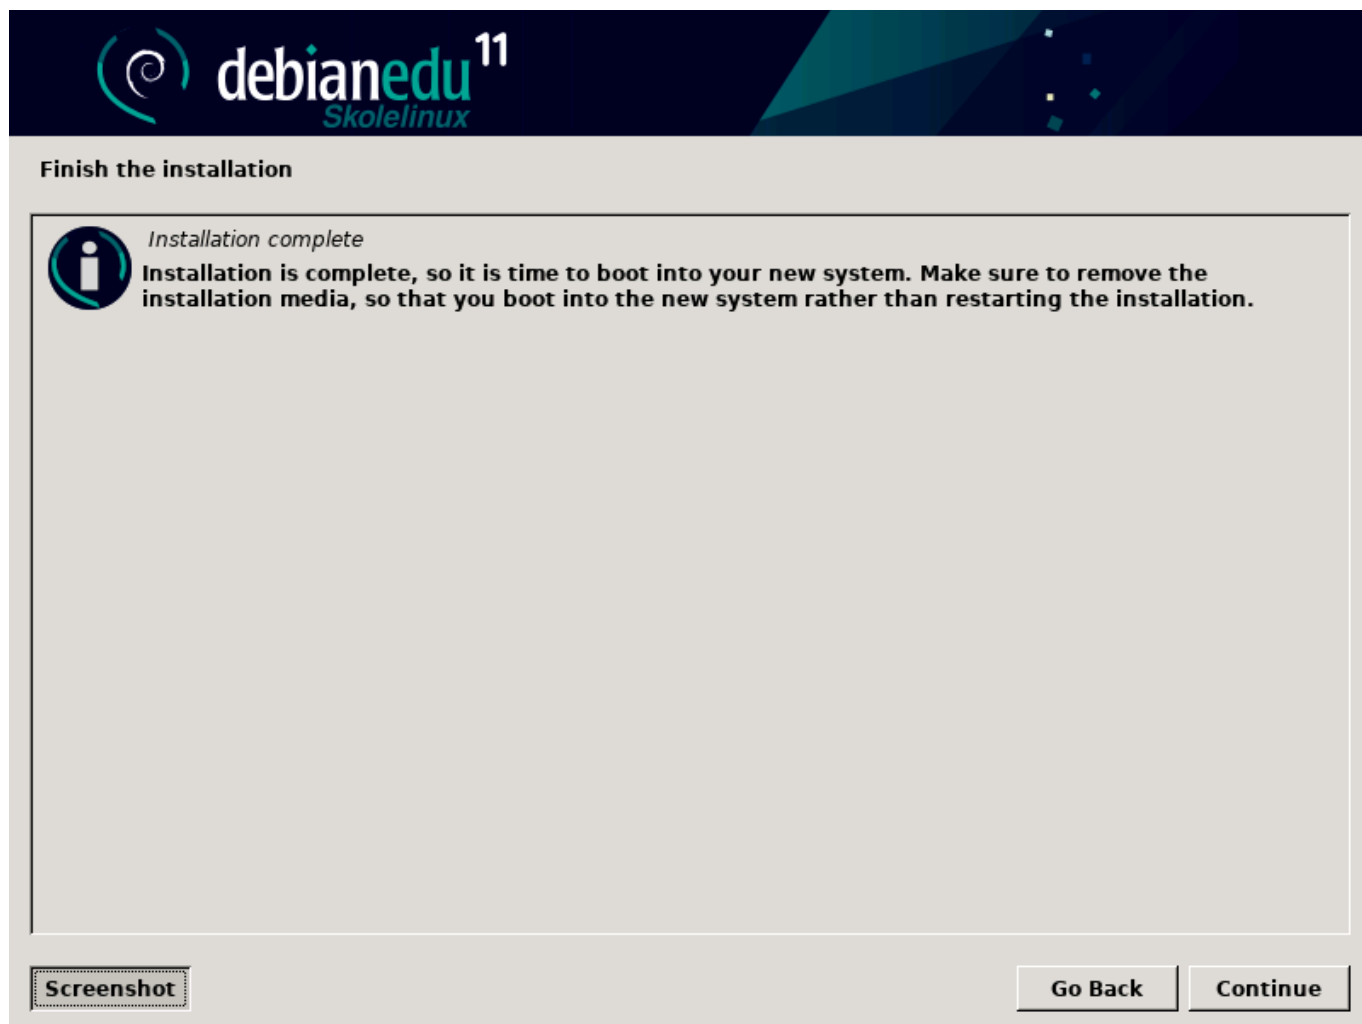 debianedu 11
Skolelinux
Finish the installation
Installation complete
Installation is complete, so it is time to boot into your new system. Make sure to remove the
installation media, so that you boot into the new system rather than restarting the installation.
Screenshot
Go Back
Continue